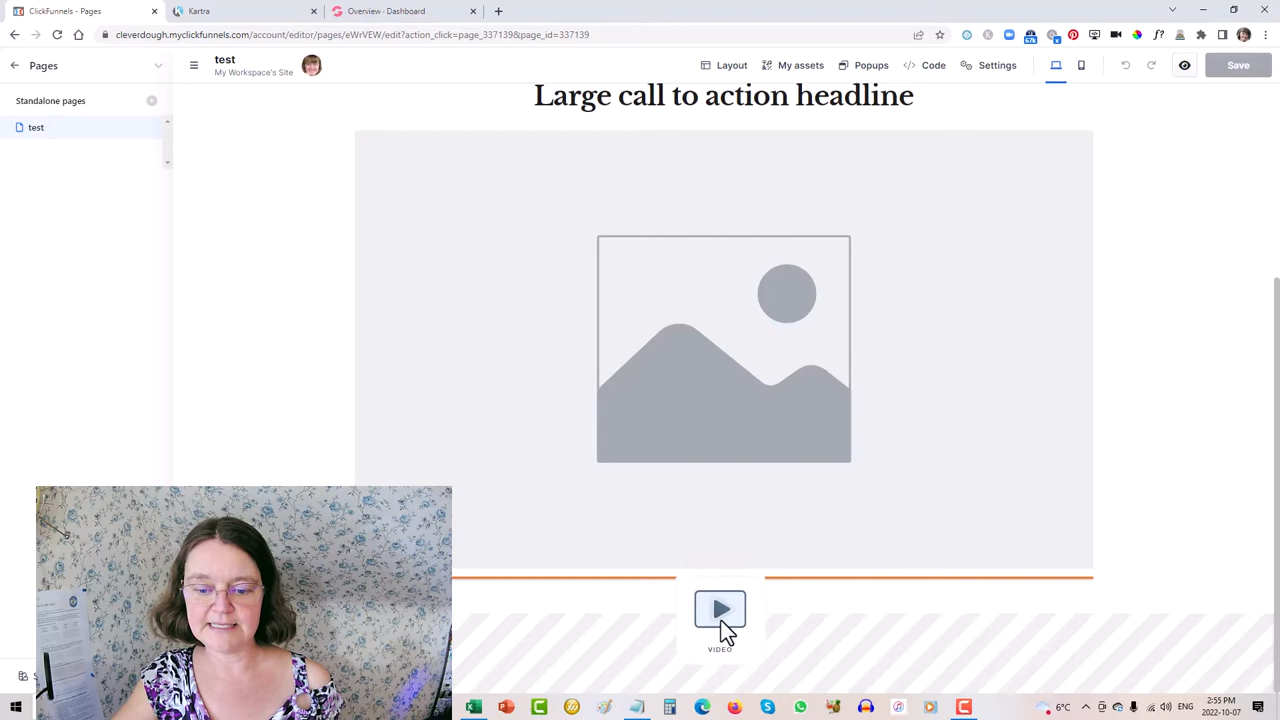 ClickFunnels - Pages
Kartra
Overview - Dashboard
cleverdough.myclickfunnels.com/account/editor/pages/eWrVEW/edit?action_click=page_337139&page_id=337139
Pages
test
My Workspace's Site
Layout
My assets
Popups
Code
Settings
Save
Standalone pages
test
Large call to action headline
VIDEO
6°C
ENG
2:55 PM
2022-10-07